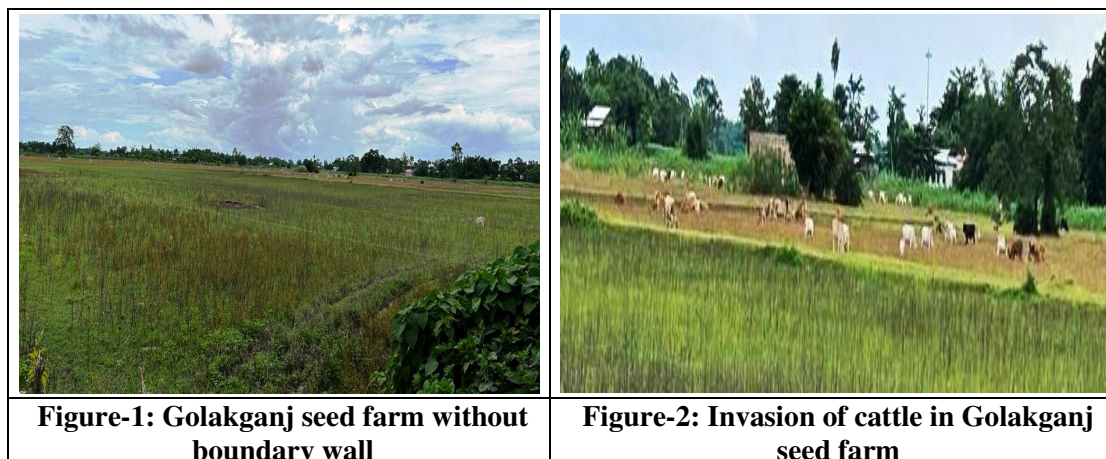 Figure-1: Golakganj seed farm without
boundary wall
Figure-2: Invasion of cattle in Golakganj
seed farm